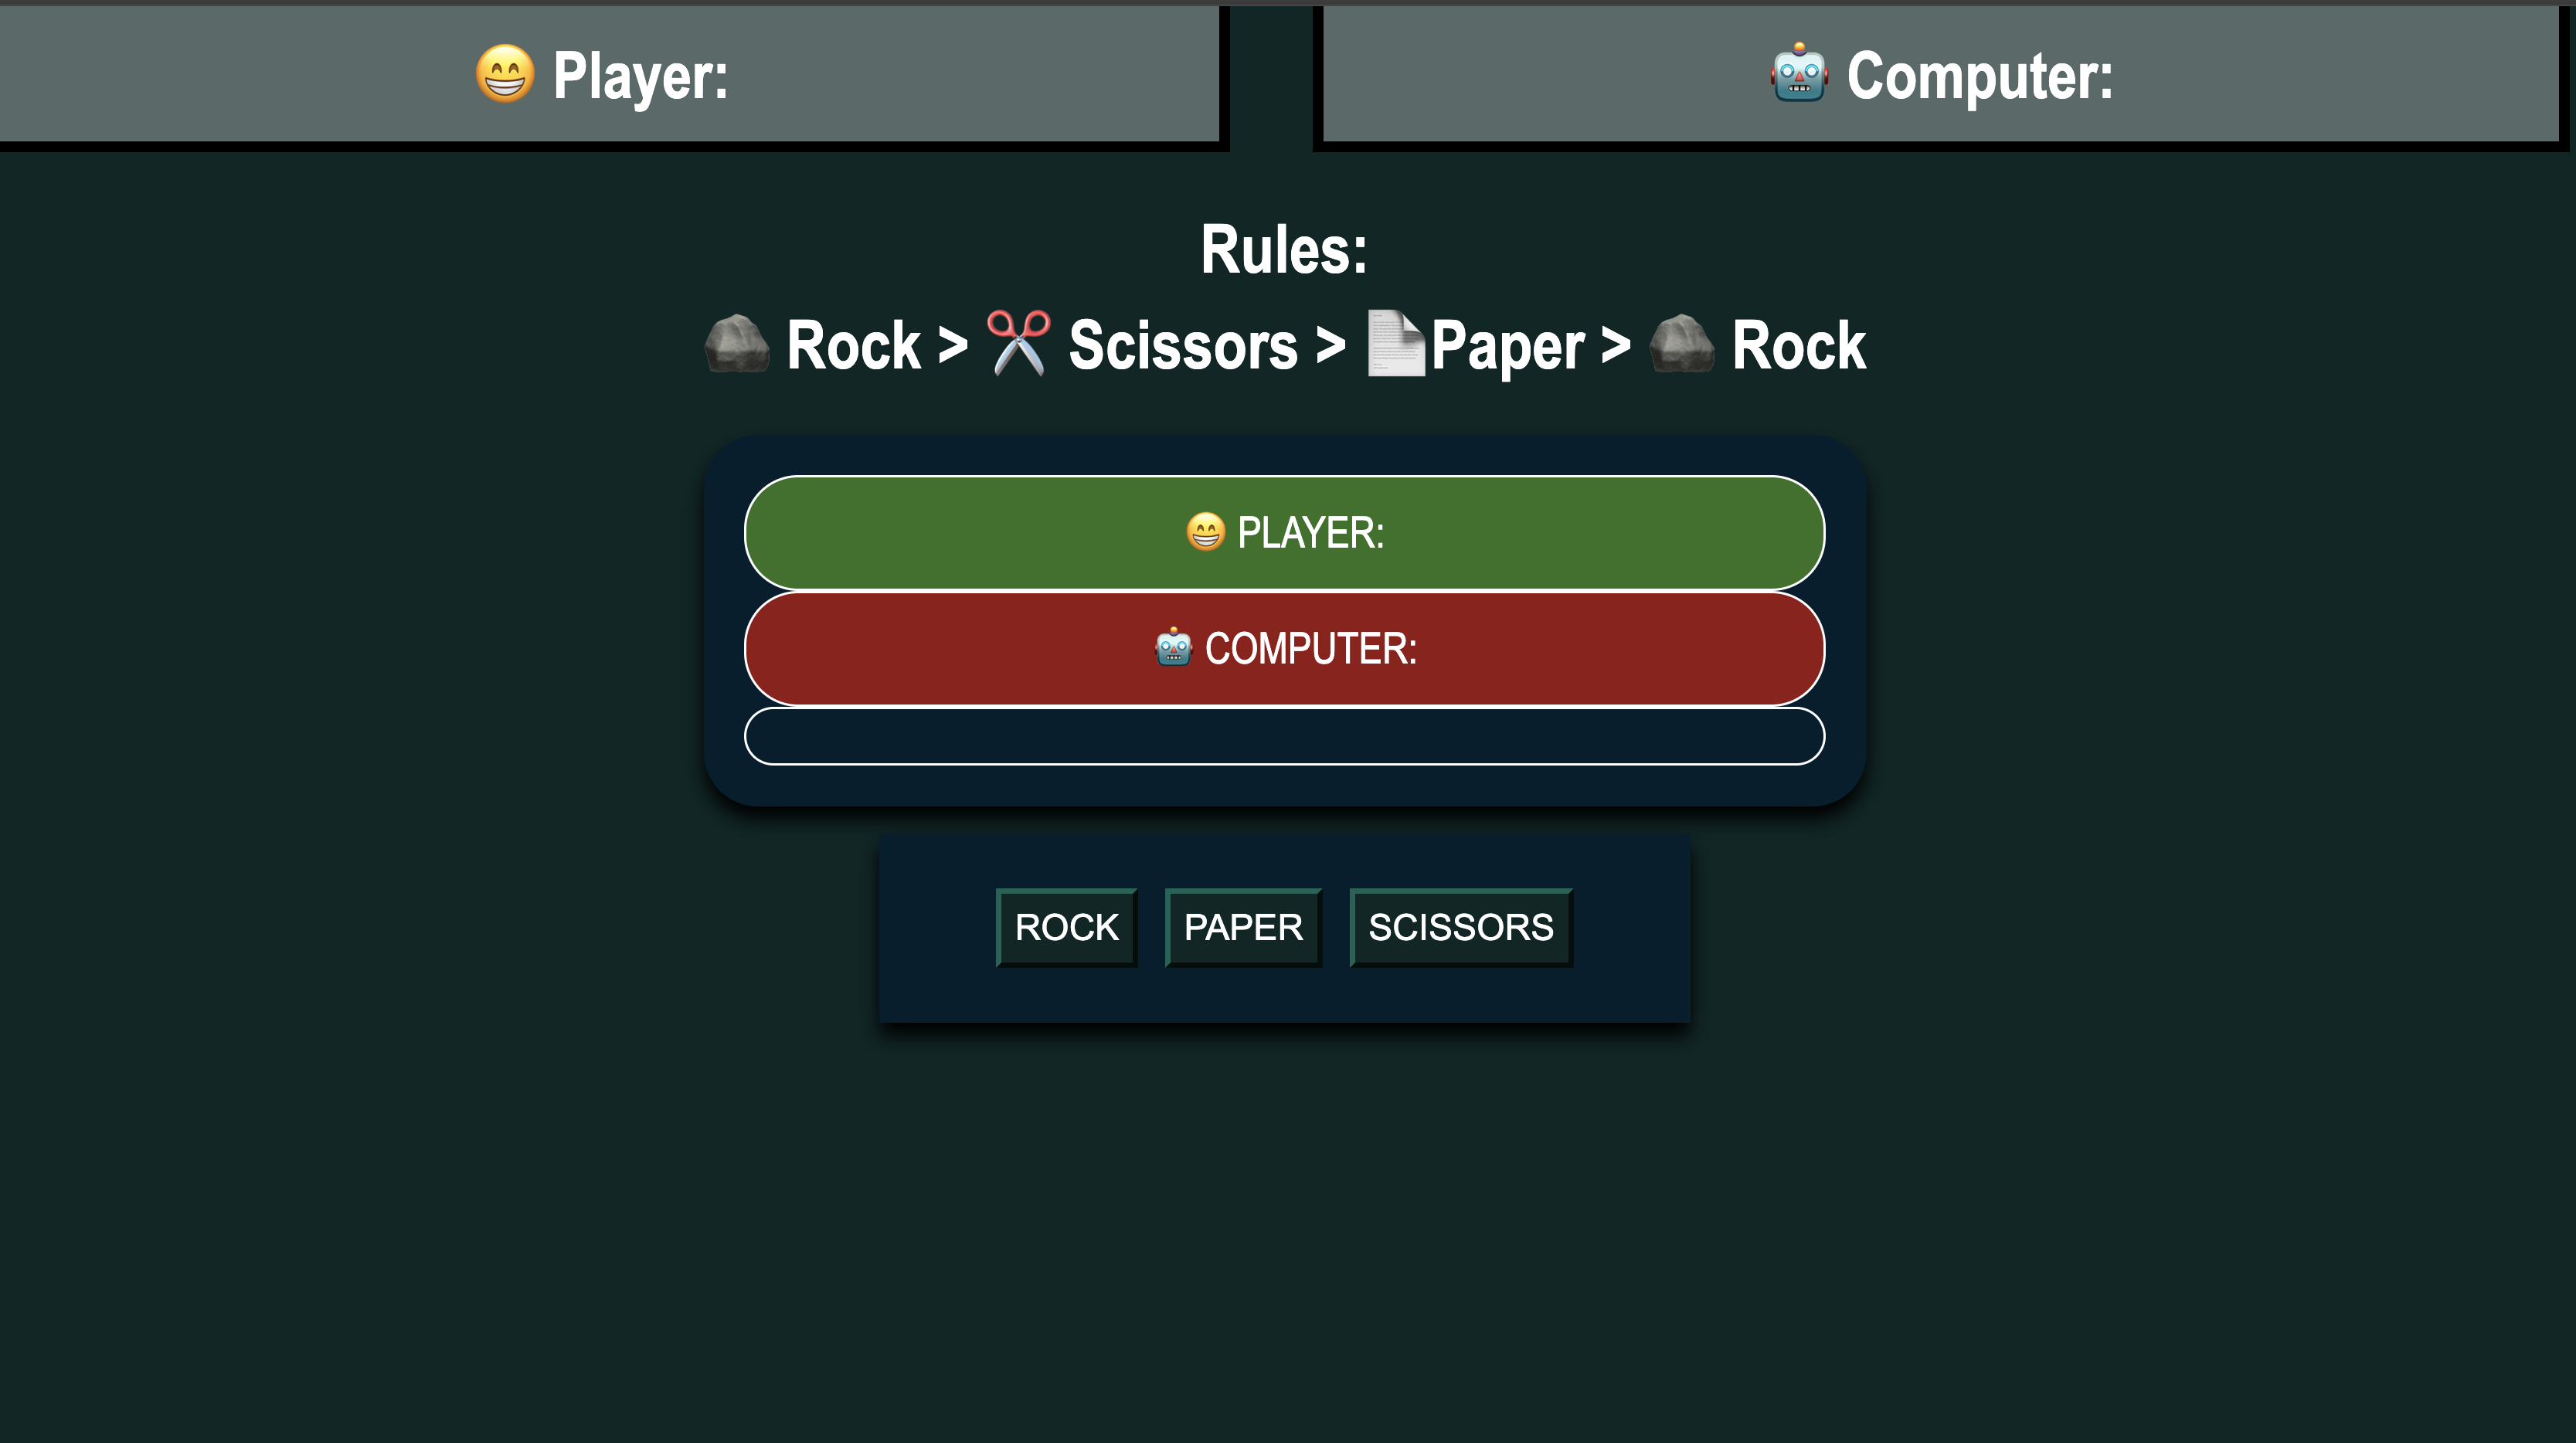 😁 Player:
🤖 Computer:
Rules:
🪨 Rock > ✂️ Scissors > 📄Paper > 🪨 Rock
😁 PLAYER:
🤖 COMPUTER:
ROCK PAPER SCISSORS